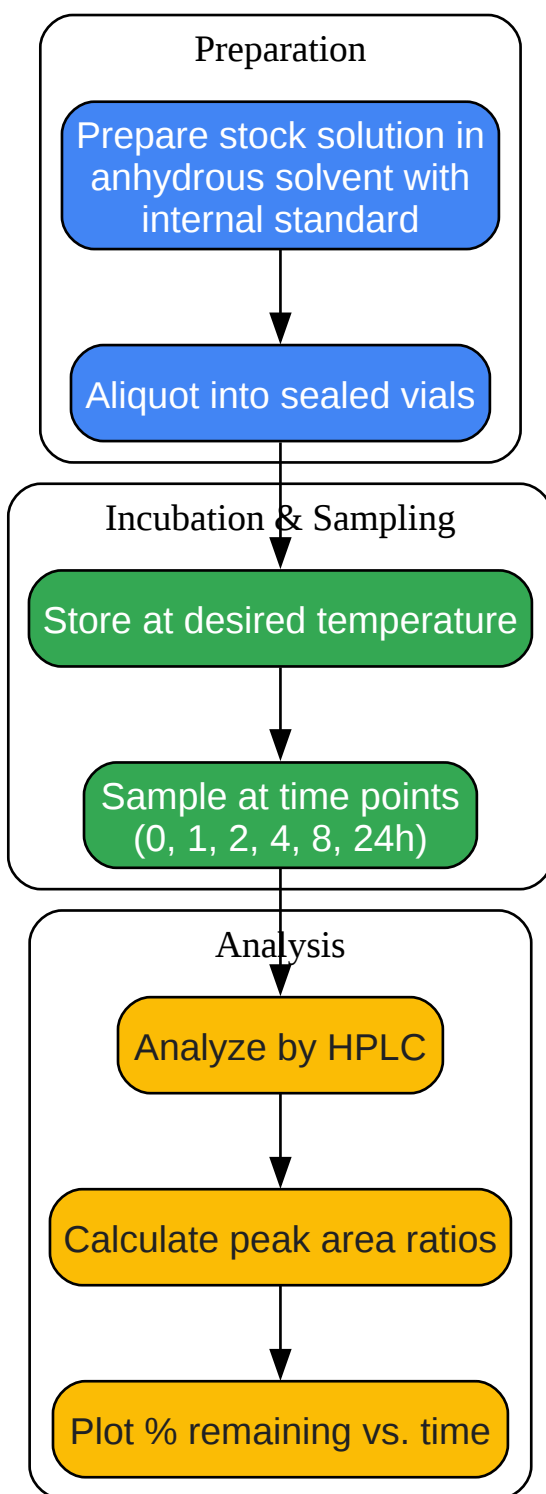 Preparation
Prepare stock solution in
anhydrous solvent with
internal standard
Aliquot into sealed vials
Incubation & Sampling
Store at desired temperature
Sample at time points
(0, 1, 2, 4, 8, 24h)
Analysis
Analyze by HPLC
Calculate peak area ratios
Plot % remaining vs. time